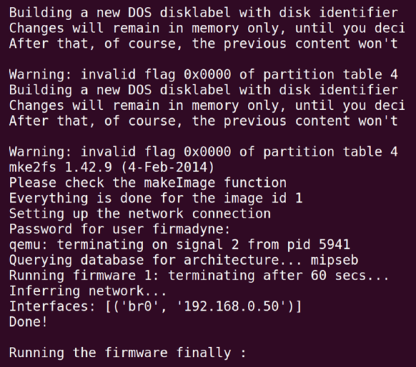 Building a new DOS disklabel with disk identifier
Changes will remain in memory only, until you deci
After that, of course, the previous content won't

Warning: invalid flag 0x0000 of partition table 4
Building a new DOS disklabel with disk identifier
Changes will remain in memory only, until you deci
After that, of course, the previous content won't

Warning: invalid flag 0x0000 of partition table 4
mke2fs 1.42.9 (4-Feb-2014)
Please check the makeImage function
Everything is done for the image id 1
Setting up the network connection
Password for user firmadyne:
qemu: terminating on signal 2 from pid 5941
Querying database for architecture... mipseb
Running firmware 1: terminating after 60 secs...
Inferring network...
Interfaces: [('br0', '192.168.0.50')]
Done!

Running the firmware finally :